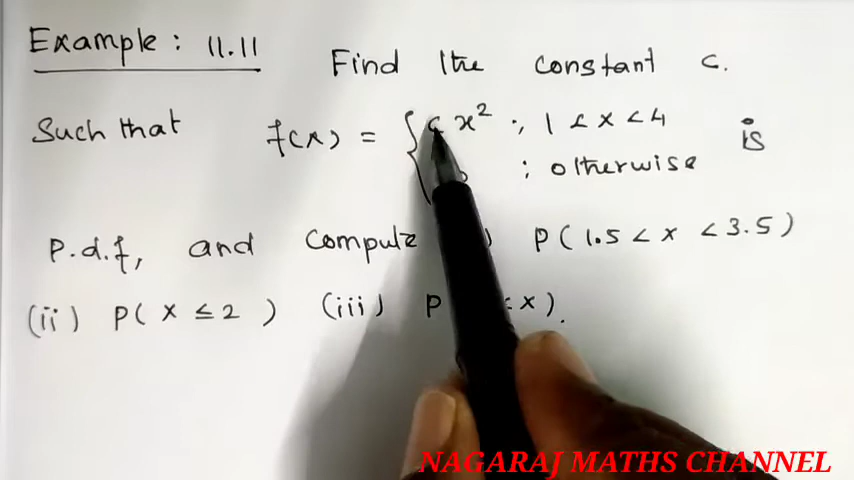 Example : 11.11 Find the constant c.
Such that f(x) = { c x² ; 1 < x < 4 is
; otherwise
P.d.f, and compute ) P( 1.5 < x < 3.5 )
(ii) P( x ≤ 2 ) (iii) P < x ).
NAGARAJ MATHS CHANNEL